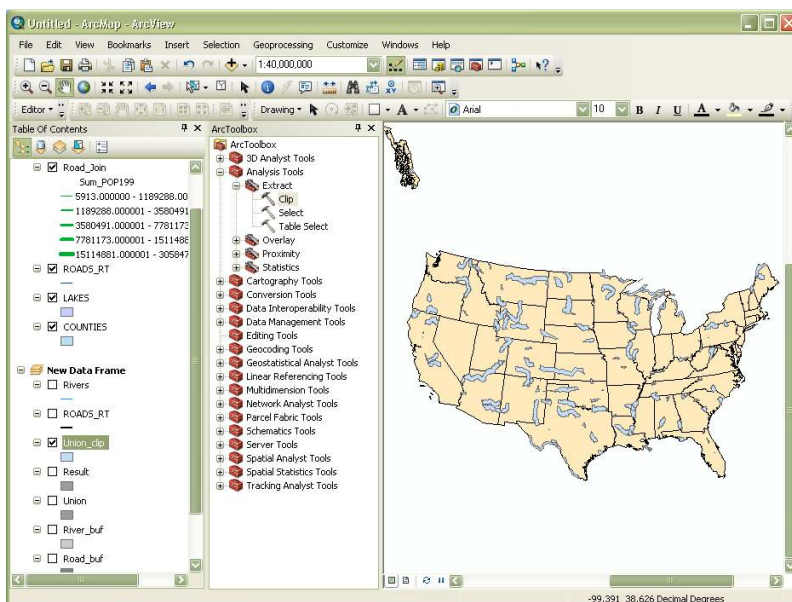 Untitled - ArcMap - ArcView
File Edit View Bookmarks Insert Selection Geoprocessing Customize Windows Help
1:40,000,000
Editor Drawing Arial 10 B I U A
Table Of Contents
ArcToolbox
Road_Join
Sum_POP199
5913.000000 - 1189288.00
1189288.000001 - 3580491
3580491.000001 - 7781173
7781173.000001 - 1511488
15114881.000001 - 305847
ROADS_RT
LAKES
COUNTIES
New Data Frame
Rivers
ROADS_RT
Union_clip
Result
Union
River_buf
Road_buf
ArcToolbox
3D Analyst Tools
Analysis Tools
Extract
Clip
Select
Table Select
Overlay
Proximity
Statistics
Cartography Tools
Conversion Tools
Data Interoperability Tools
Data Management Tools
Editing Tools
Geocoding Tools
Geostatistical Analyst Tools
Linear Referencing Tools
Multidimension Tools
Network Analyst Tools
Parcel Fabric Tools
Schematics Tools
Server Tools
Spatial Analyst Tools
Spatial Statistics Tools
Tracking Analyst Tools
-99.391 38.626 Decimal Degrees